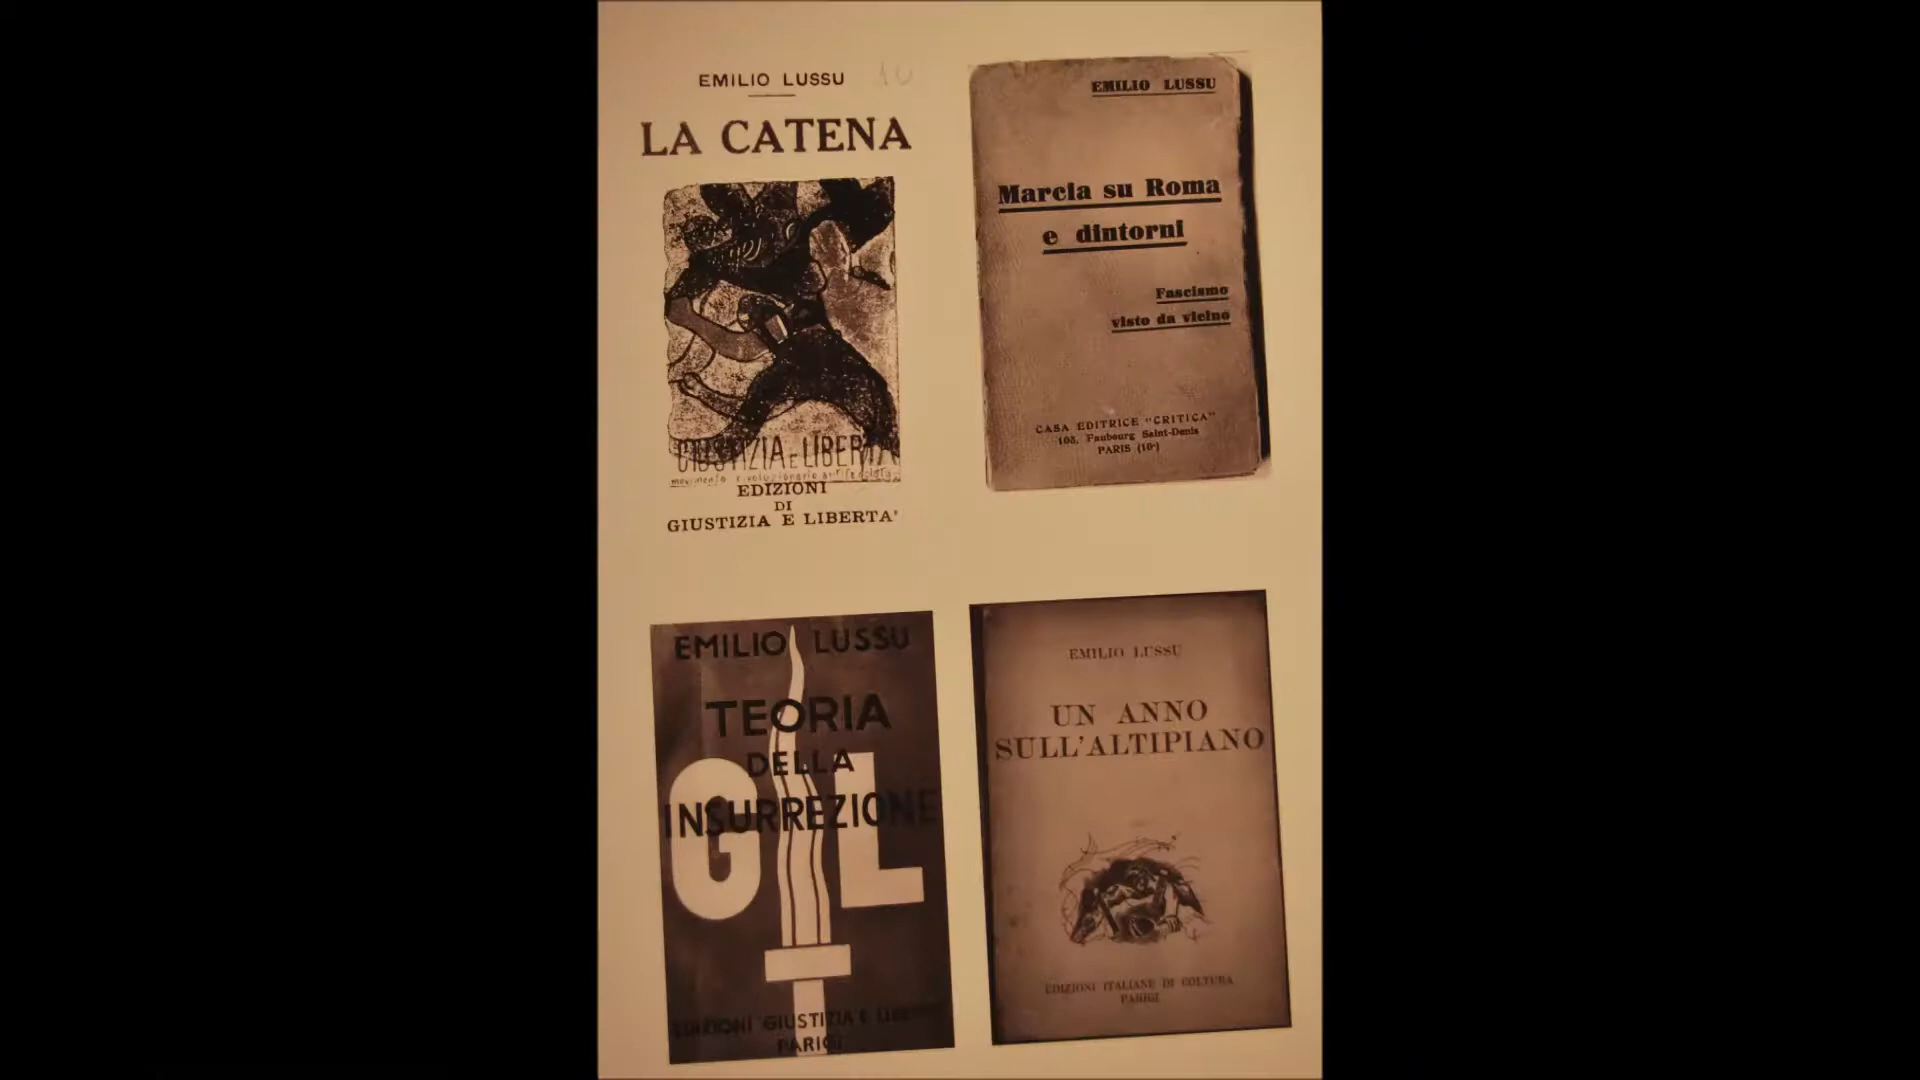 EMILIO LUSSU
LA CATENA
GIUSTIZIA E LIBERTA
EDIZIONI
DI
GIUSTIZIA E LIBERTA'
EMILIO LUSSU
Marcia su Roma
e dintorni
Fascismo
visto da vicino
CASA EDITRICE "CRITICA"
103, Faubourg Saint-Denis
PARIS (10e)
EMILIO LUSSU
TEORIA
DELLA
INSURREZIONE
G L
EDIZIONI GIUSTIZIA E
PARIGI
EMILIO LUSSU
UN ANNO
SULL'ALTIPIANO
EDIZIONI ITALIANE DI COLTURA
PARIGI